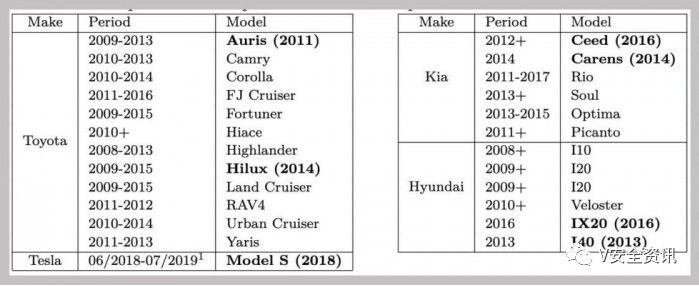 Make Period Model
2009-2013 Auris (2011)
2010-2013 Camry
2010-2014 Corolla
2011-2016 FJ Cruiser
2009-2015 Fortuner
Toyota 2010+ Hiace
2008-2013 Highlander
2009-2015 Hilux (2014)
2009-2015 Land Cruiser
2011-2012 RAV4
2010-2014 Urban Cruiser
2011-2013 Yaris
Tesla 06/2018-07/2019¹ Model S (2018)
Make Period Model
2012+ Ceed (2016)
2014 Carens (2014)
Kia 2011-2017 Rio
2013+ Soul
2013-2015 Optima
2011+ Picanto
2008+ I10
2009+ I20
Hyundai 2009+ I20
2010+ Veloster
2016 IX20 (2016)
2013 I40 (2013)
V安全资讯